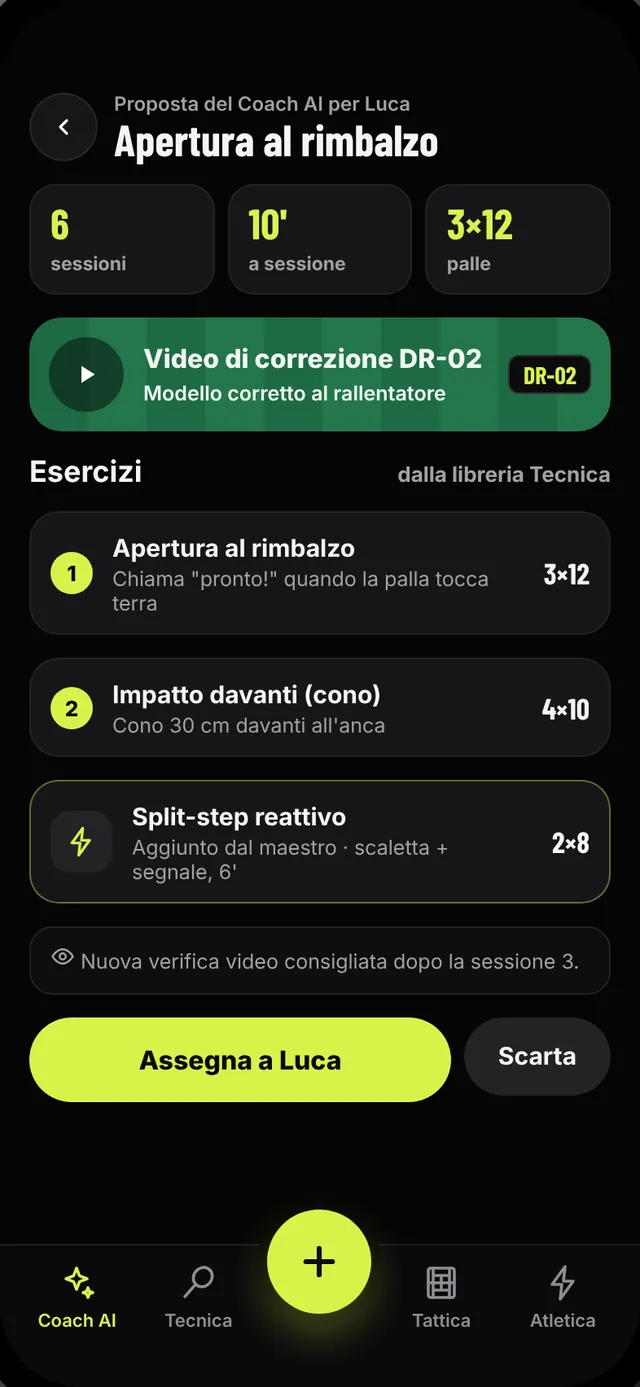 Proposta del Coach AI per Luca
Apertura al rimbalzo
6
sessioni
10'
a sessione
3×12
palle
Video di correzione DR-02
Modello corretto al rallentatore
DR-02
Esercizi
dalla libreria Tecnica
1
Apertura al rimbalzo
Chiama "pronto!" quando la palla tocca
terra
3×12
2
Impatto davanti (cono)
Cono 30 cm davanti all'anca
4×10
Split-step reattivo
Aggiunto dal maestro · scaletta +
segnale, 6'
2×8
Nuova verifica video consigliata dopo la sessione 3.
Assegna a Luca
Scarta
Coach AI
Tecnica
Tattica
Atletica